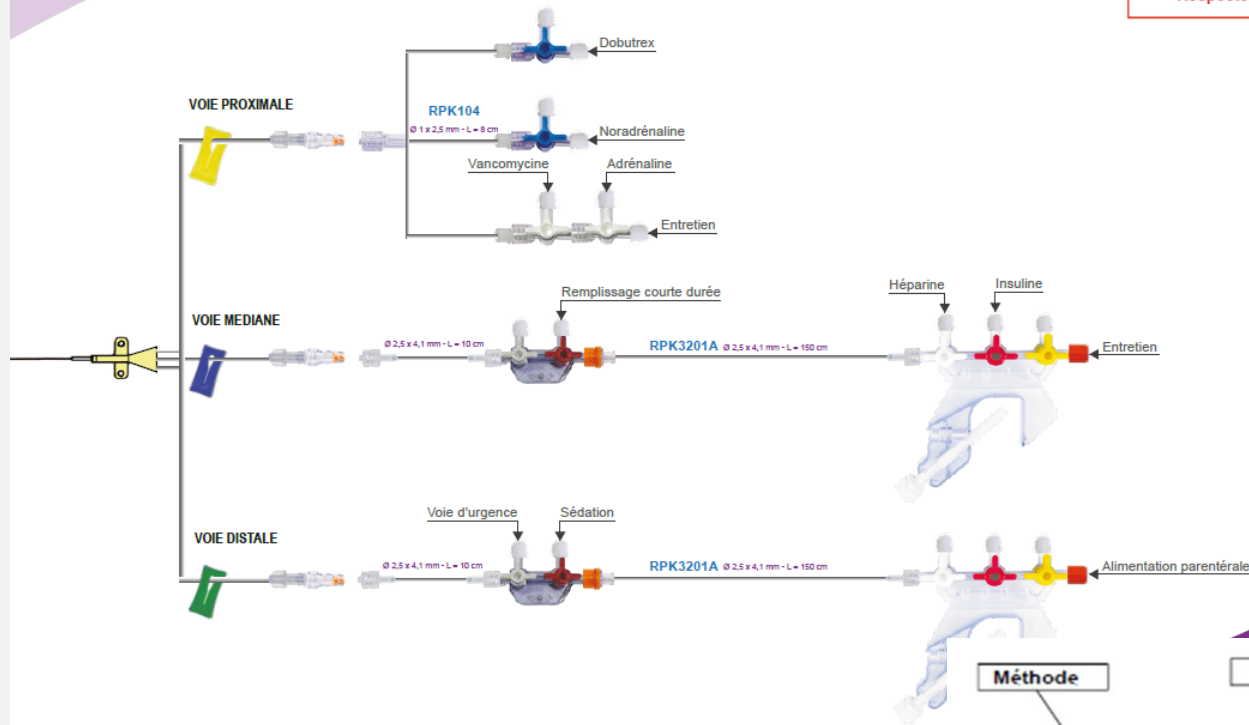 Dobutrex
VOIE PROXIMALE
RPK104
Ø 1 x 2,5 mm - L = 8 cm
Noradrénaline
Vancomycine
Adrénaline
Entretien
Remplissage courte durée
Héparine
Insuline
VOIE MEDIANE
Ø 2,5 x 4,1 mm - L = 10 cm
RPK3201A Ø 2,5 x 4,1 mm - L = 150 cm
Entretien
Voie d'urgence
Sédation
VOIE DISTALE
Ø 2,5 x 4,1 mm - L = 10 cm
RPK3201A Ø 2,5 x 4,1 mm - L = 150 cm
Alimentation parentérale
Méthode